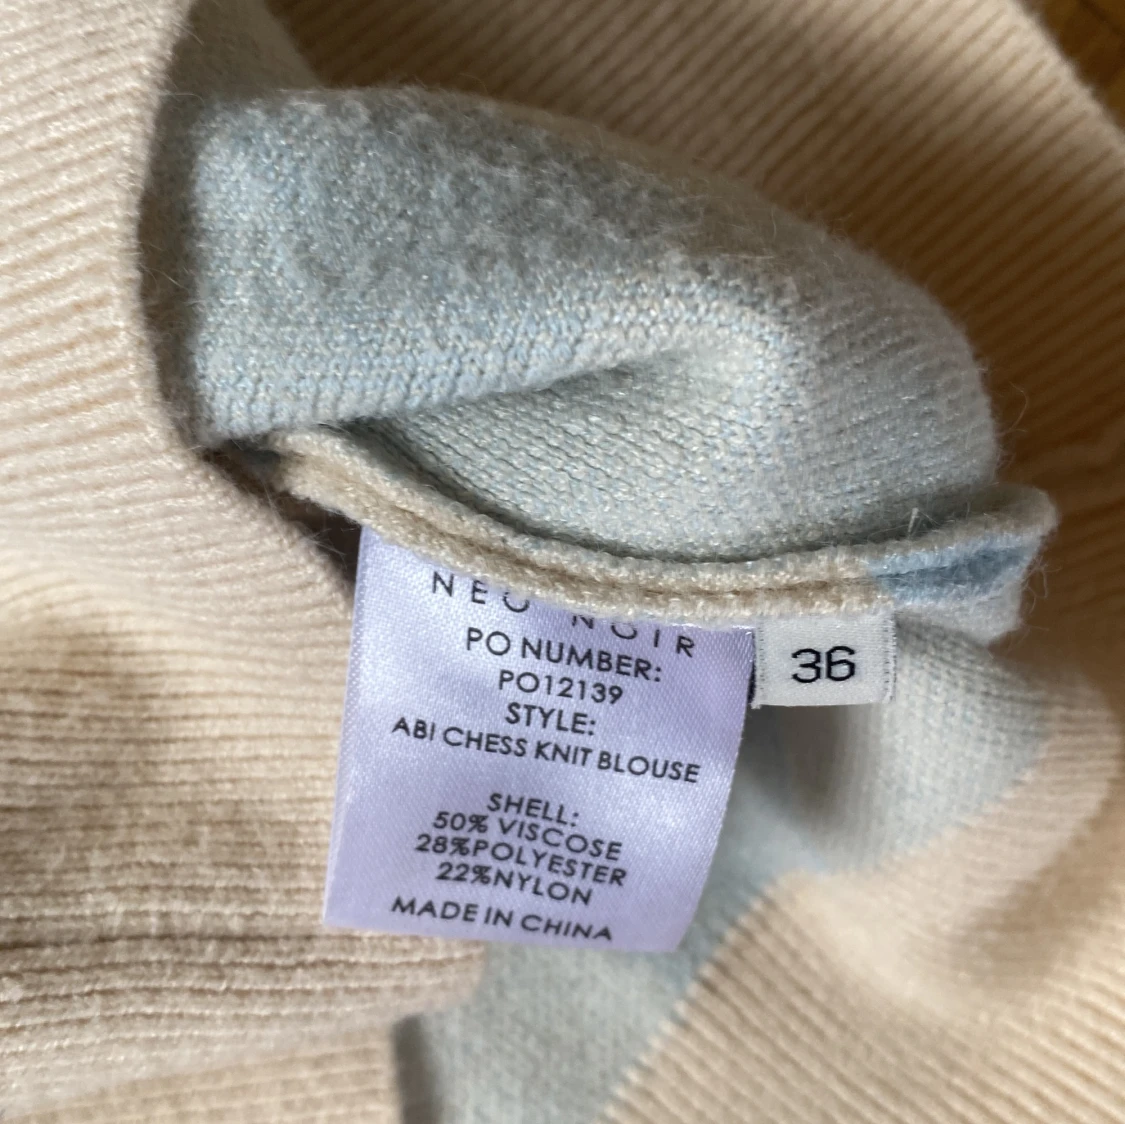 NEO NOIR
PO NUMBER:
PO12139
STYLE:
ABI CHESS KNIT BLOUSE
SHELL:
50% VISCOSE
28%POLYESTER
22%NYLON
MADE IN CHINA
36